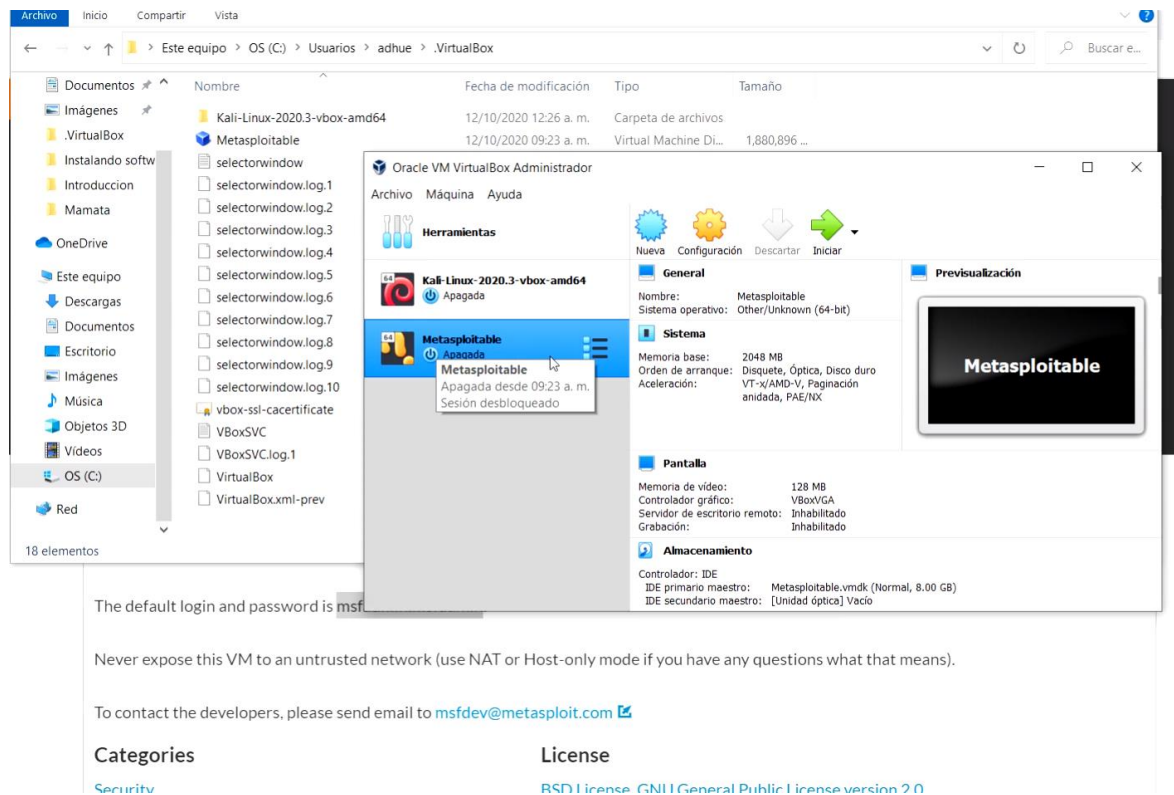 Archivo Inicio Compartir Vista
Este equipo > OS (C:) > Usuarios > adhue > .VirtualBox
Buscar e...
Documentos
Imágenes
.VirtualBox
Instalando softw
Introduccion
Mamata
OneDrive
Este equipo
Descargas
Documentos
Escritorio
Imágenes
Música
Objetos 3D
Vídeos
OS (C:)
Red
18 elementos
Nombre Fecha de modificación Tipo Tamaño
Kali-Linux-2020.3-vbox-amd64 12/10/2020 12:26 a. m. Carpeta de archivos
Metasploitable 12/10/2020 09:23 a. m. Virtual Machine Di... 1,880,896 ...
selectorwindow
selectorwindow.log.1
selectorwindow.log.2
selectorwindow.log.3
selectorwindow.log.4
selectorwindow.log.5
selectorwindow.log.6
selectorwindow.log.7
selectorwindow.log.8
selectorwindow.log.9
selectorwindow.log.10
vbox-ssl-cacertificate
VBoxSVC
VBoxSVC.log.1
VirtualBox
VirtualBox.xml-prev
Oracle VM VirtualBox Administrador
Archivo Máquina Ayuda
Herramientas
Nueva Configuración Descartar Iniciar
64 Kali-Linux-2020.3-vbox-amd64
Apagada
64 Metasploitable
Apagada
Metasploitable
Apagada desde 09:23 a. m.
Sesión desbloqueado
General
Nombre: Metasploitable
Sistema operativo: Other/Unknown (64-bit)
Sistema
Memoria base: 2048 MB
Orden de arranque: Disquete, Óptica, Disco duro
Aceleración: VT-x/AMD-V, Paginación
anidada, PAE/NX
Previsualización
Metasploitable
Pantalla
Memoria de vídeo: 128 MB
Controlador gráfico: VBoxVGA
Servidor de escritorio remoto: Inhabilitado
Grabación: Inhabilitado
Almacenamiento
Controlador: IDE
IDE primario maestro: Metasploitable.vmdk (Normal, 8.00 GB)
IDE secundario maestro: [Unidad óptica] Vacío
The default login and password is msf
Never expose this VM to an untrusted network (use NAT or Host-only mode if you have any questions what that means).
To contact the developers, please send email to msfdev@metasploit.com
Categories
Security
License
BSD License, GNU General Public License version 2.0